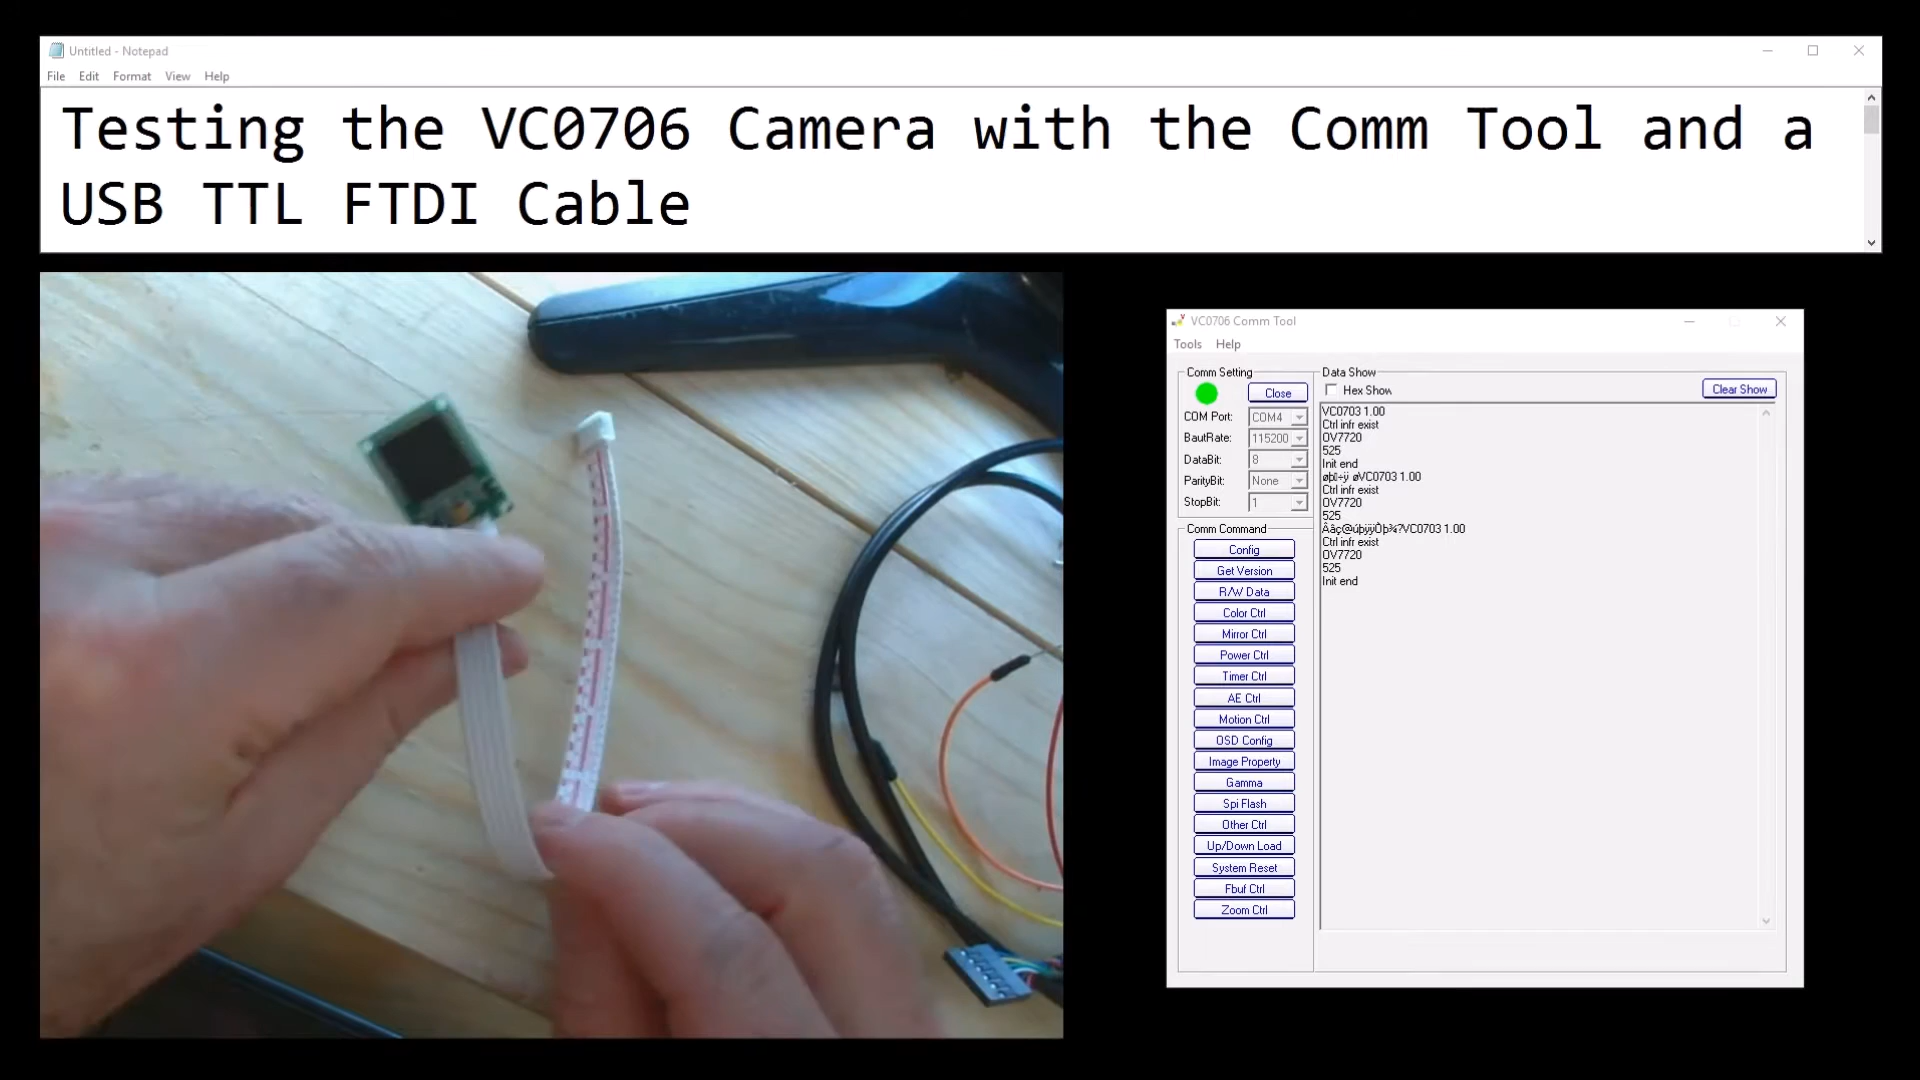 Untitled - Notepad
File Edit Format View Help
Testing the VC0706 Camera with the Comm Tool and a
USB TTL FTDI Cable
VC0706 Comm Tool
Tools Help
Comm Setting
Close
COM Port: COM4
BautRate: 115200
DataBit: 8
ParityBit: None
StopBit: 1
Comm Command
Config
Get Version
R/W Data
Color Ctrl
Mirror Ctrl
Power Ctrl
Timer Ctrl
AE Ctrl
Motion Ctrl
OSD Config
Image Property
Gamma
Spi Flash
Other Ctrl
Up/Down Load
System Reset
Fbuf Ctrl
Zoom Ctrl
Data Show
Hex Show
Clear Show
VC0703 1.00
Ctrl infr exist
OV7720
525
Init end
VC0703 1.00
Ctrl infr exist
OV7720
525
VC0703 1.00
Ctrl infr exist
OV7720
525
Init end